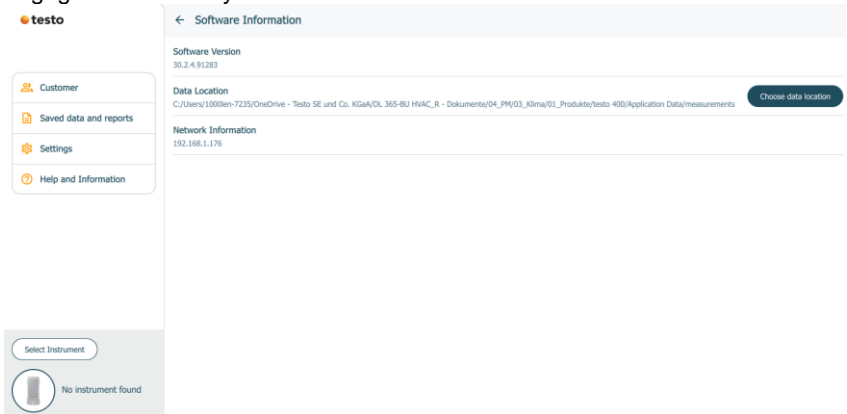 testo
← Software Information
Software Version
30.2.4.91283
Customer
Saved data and reports
Settings
Help and Information
Data Location
C:/Users/1000len-7235/OneDrive - Testo SE und Co. KGaA/DL 365-BU HVAC_R - Dokumente/04_PM/03_Klima/01_Produkte/testo 400/Application Data/measurements
Choose data location
Network Information
192.168.1.176
Select Instrument
No instrument found